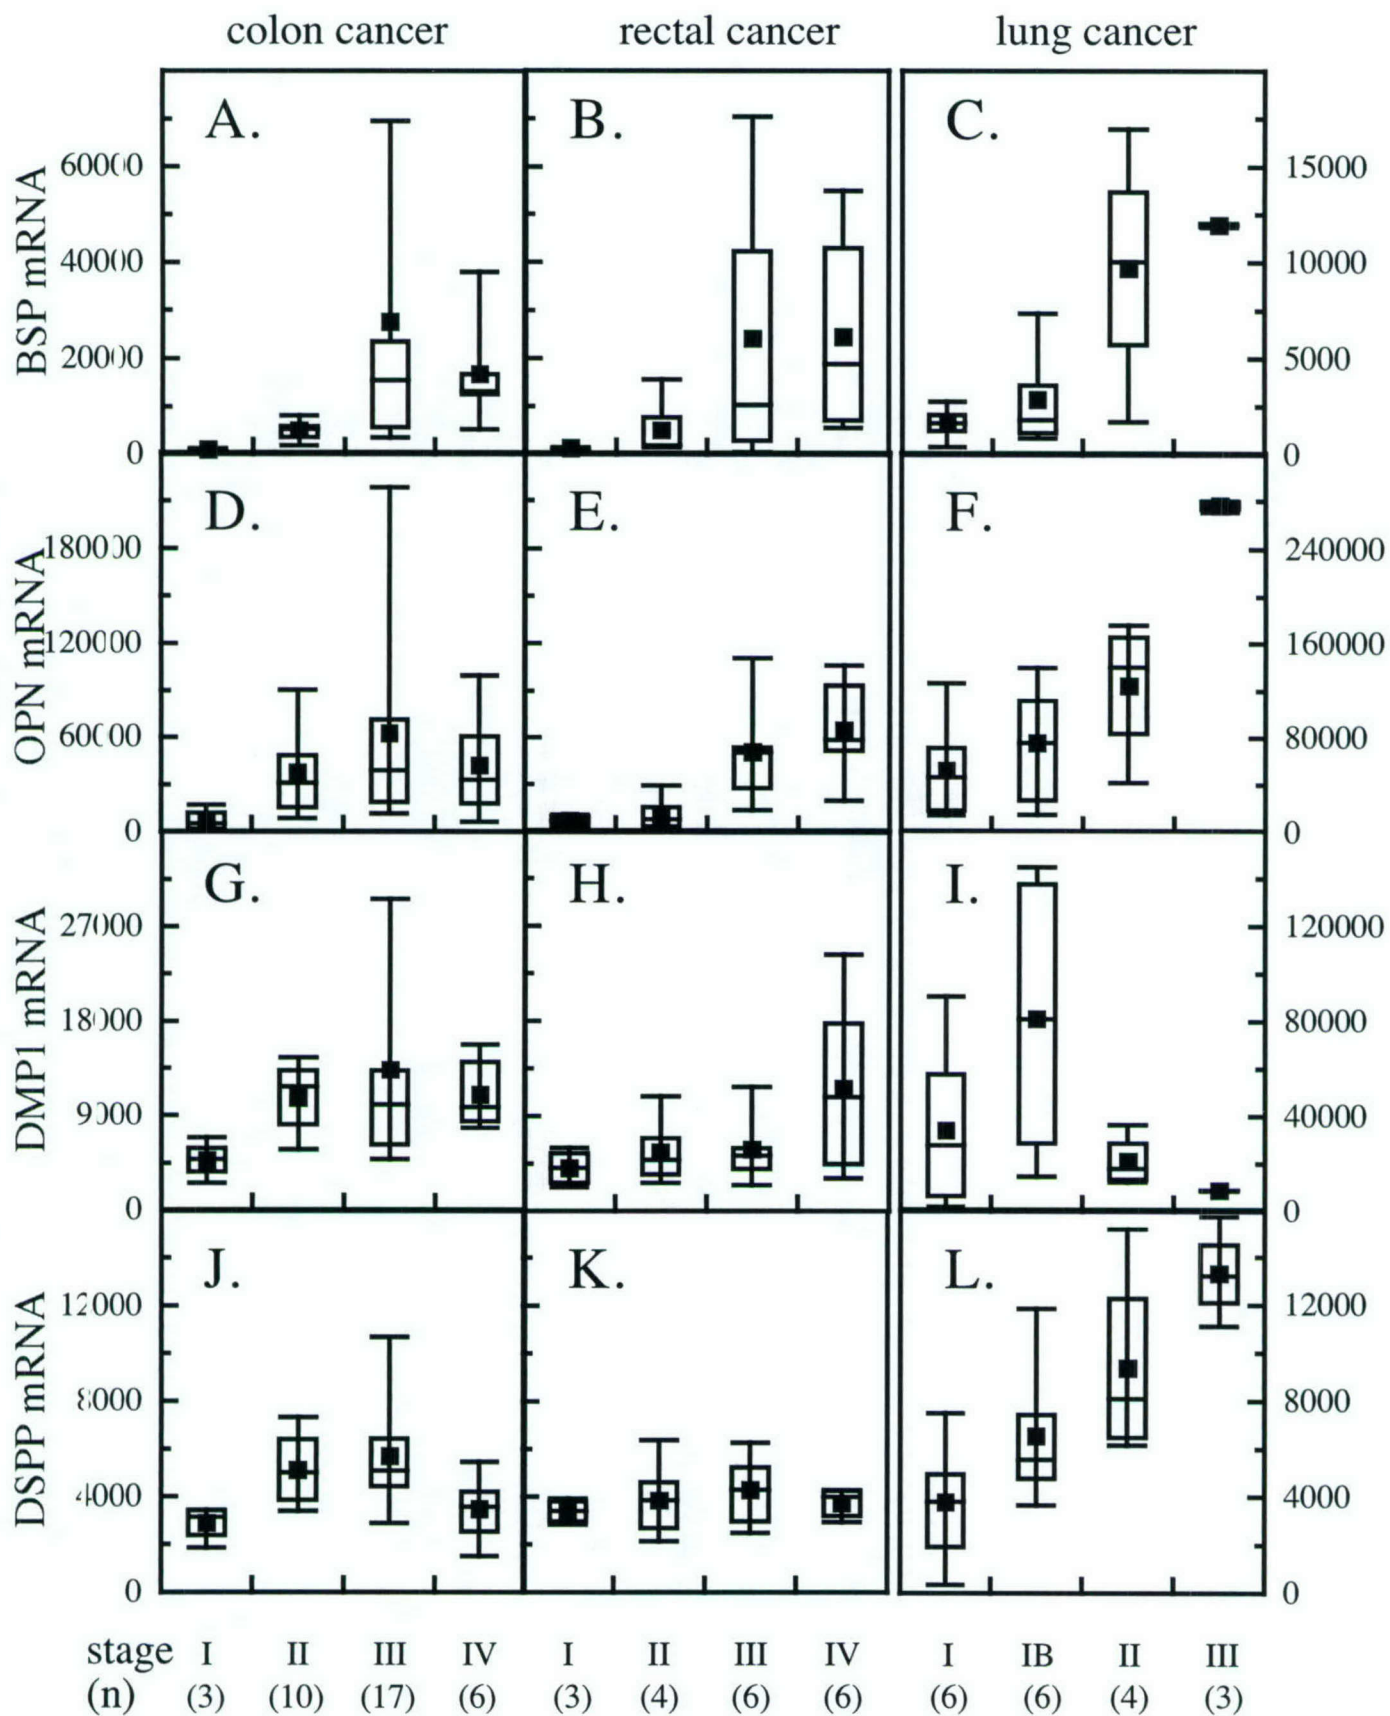 colon cancer rectal cancer lung cancer
A. B. C.
BSP mRNA
60000 15000
40000 10000
20000 5000
0 0
D. E. F.
OPN mRNA
180000 240000
120000 160000
60000 80000
0 0
G. H. I.
DMP1 mRNA
27000 120000
18000 80000
9000 40000
0 0
J. K. L.
DSPP mRNA
12000 12000
8000 8000
4000 4000
0 0
stage I II III IV I II III IV I IB II III
(n) (3) (10) (17) (6) (3) (4) (6) (6) (6) (6) (4) (3)